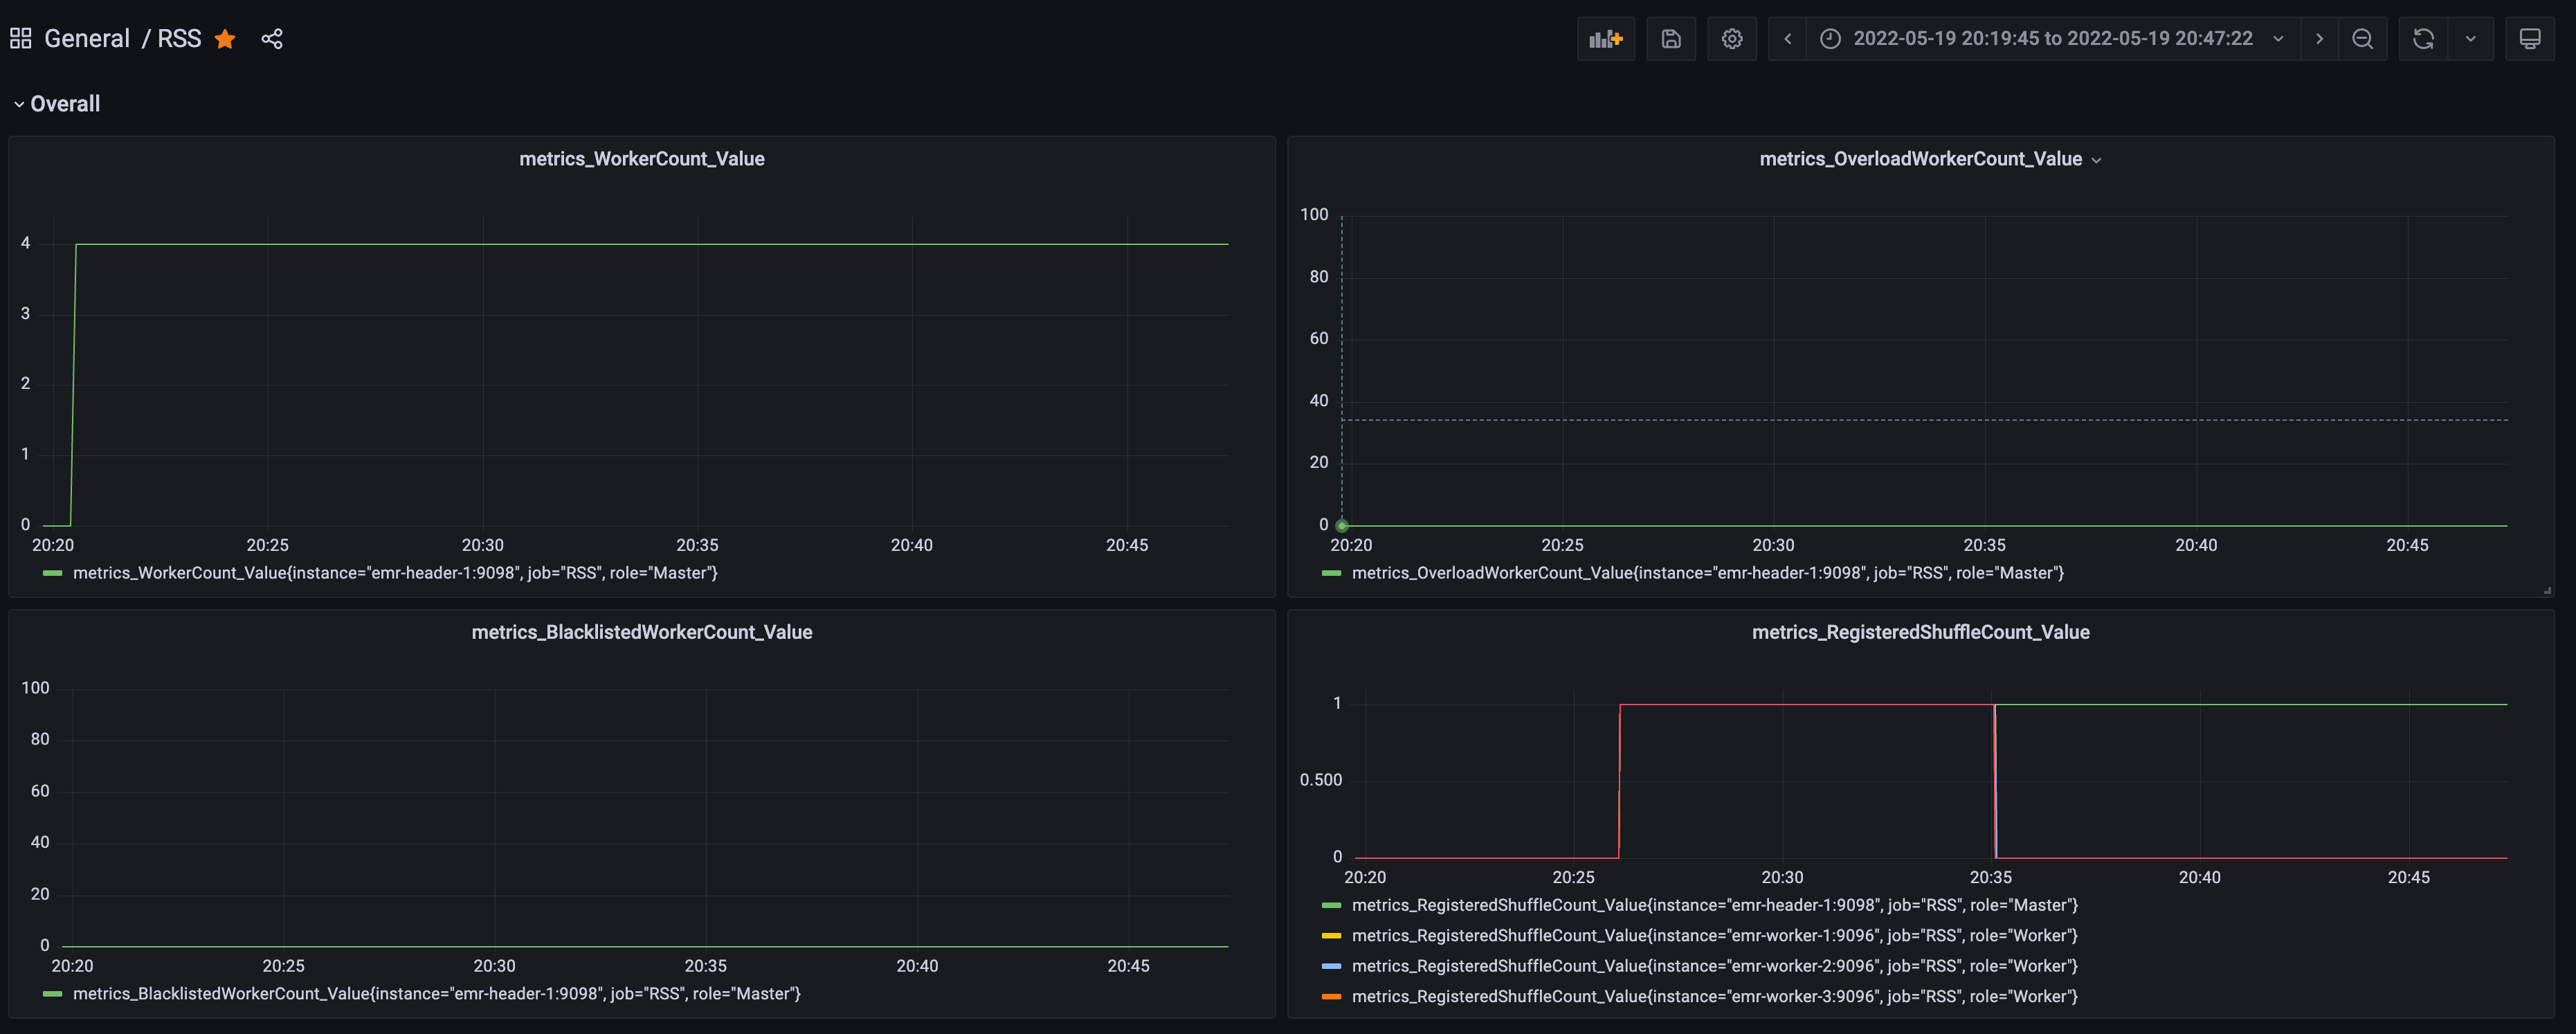 General / RSS
2022-05-19 20:19:45 to 2022-05-19 20:47:22
Overall
metrics_WorkerCount_Value
4
3
2
1
0
20:20 20:25 20:30 20:35 20:40 20:45
metrics_WorkerCount_Value{instance="emr-header-1:9098", job="RSS", role="Master"}
metrics_OverloadWorkerCount_Value
100
80
60
40
20
0
20:20 20:25 20:30 20:35 20:40 20:45
metrics_OverloadWorkerCount_Value{instance="emr-header-1:9098", job="RSS", role="Master"}
metrics_BlacklistedWorkerCount_Value
100
80
60
40
20
0
20:20 20:25 20:30 20:35 20:40 20:45
metrics_BlacklistedWorkerCount_Value{instance="emr-header-1:9098", job="RSS", role="Master"}
metrics_RegisteredShuffleCount_Value
1
0.500
0
20:20 20:25 20:30 20:35 20:40 20:45
metrics_RegisteredShuffleCount_Value{instance="emr-header-1:9098", job="RSS", role="Master"}
metrics_RegisteredShuffleCount_Value{instance="emr-worker-1:9096", job="RSS", role="Worker"}
metrics_RegisteredShuffleCount_Value{instance="emr-worker-2:9096", job="RSS", role="Worker"}
metrics_RegisteredShuffleCount_Value{instance="emr-worker-3:9096", job="RSS", role="Worker"}